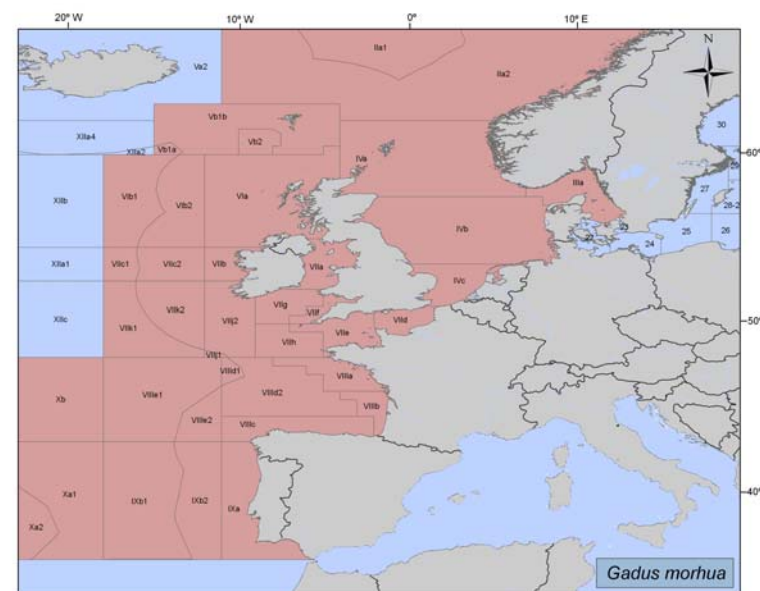 20° W 10° W 0° 10° E
N
IIa1
Va2
IIa2
Vb1b
XIIa4
Vb2
30
XIIa2 Vb1a
IVa
60°N
29
VIb1 VIb2 VIa
IIIa
27
XIIb
28-2
IVb
23
22
24 25 26
XIIa1 VIIc1 VIIc2 VIIb VIIa
IVc
XIIc
VIIk1 VIIk2 VIIj2 VIIg VIIf
VIIe VIId
50°N
VIIh
VIIj1
VIIId1
VIIIa
Xb VIIIe1 VIIId2
VIIIb
VIIIe2 VIIIc
Xa1 IXb1 IXb2 IXa
40°N
Xa2
Gadus morhua